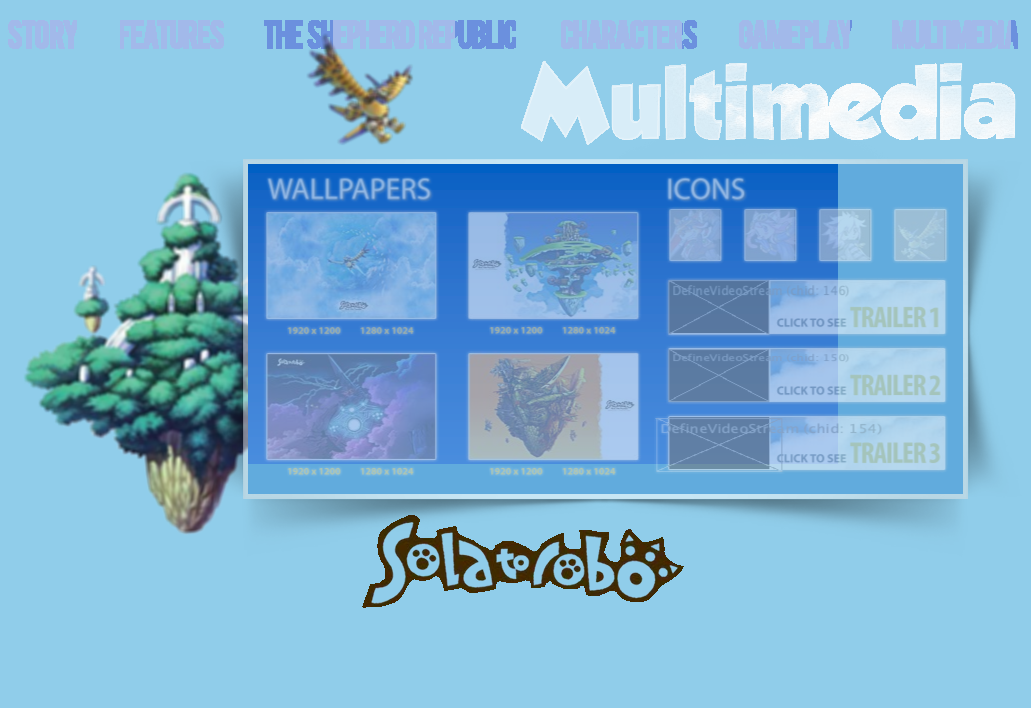 STORY FEATURES THE SHEPHERD REPUBLIC CHARACTERS GAMEPLAY MULTIMEDIA
Multimedia
WALLPAPERS
1920 x 1200 1280 x 1024
1920 x 1200 1280 x 1024
1920 x 1200 1280 x 1024
1920 x 1200 1280 x 1024
ICONS
DefineVideoStream (chid: 146)
CLICK TO SEE TRAILER 1
DefineVideoStream (chid: 150)
CLICK TO SEE TRAILER 2
DefineVideoStream (chid: 154)
CLICK TO SEE TRAILER 3
Solatorobo